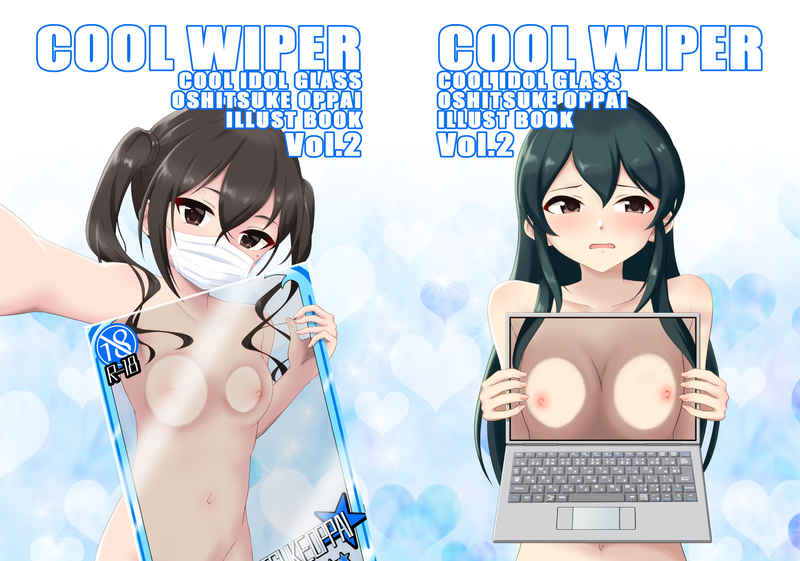 COOL WIPER
COOL IDOL GLASS
OSHITSUKE OPPAI
ILLUST BOOK
Vol.2
18
R-18
COOL WIPER
COOL IDOL GLASS
OSHITSUKE OPPAI
ILLUST BOOK
Vol.2